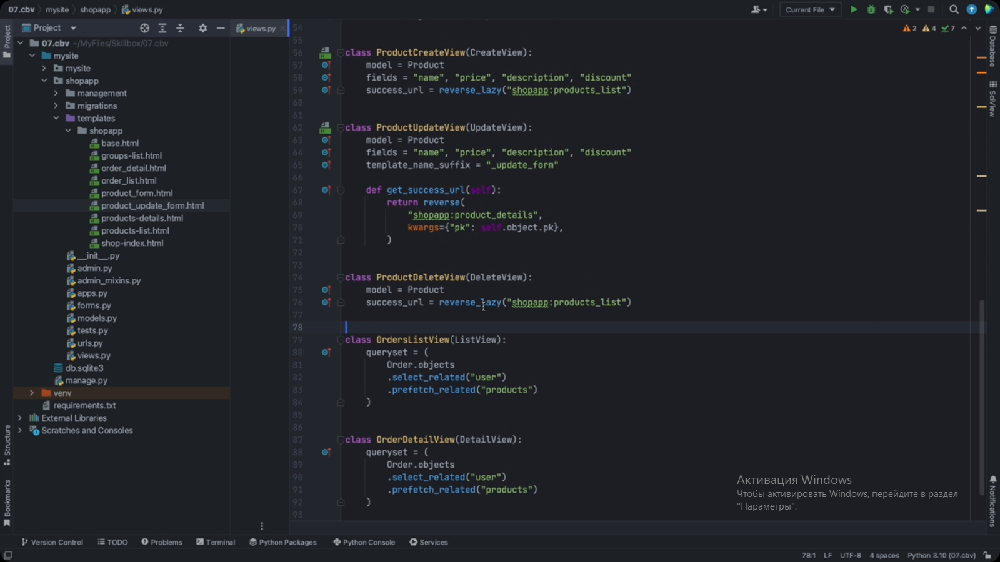 07.cbv mysite shopapp views.py Current File
Project views.py 2 4 7
07.cbv ~/MyFiles/Skillbox/07.cbv
mysite
mysite
shopapp
management
migrations
templates
shopapp
base.html
groups-list.html
order_detail.html
order_list.html
product_form.html
product_update_form.html
products-details.html
products-list.html
shop-index.html
__init__.py
admin.py
admin_mixins.py
apps.py
forms.py
models.py
tests.py
urls.py
views.py
db.sqlite3
manage.py
venv
requirements.txt
External Libraries
Scratches and Consoles
Project
Structure
Bookmarks
54
55
56 class ProductCreateView(CreateView):
57 model = Product
58 fields = "name", "price", "description", "discount"
59 success_url = reverse_lazy("shopapp:products_list")
60
61
62 class ProductUpdateView(UpdateView):
63 model = Product
64 fields = "name", "price", "description", "discount"
65 template_name_suffix = "_update_form"
66
67 def get_success_url(self):
68 return reverse(
69 "shopapp:product_details",
70 kwargs={"pk": self.object.pk},
71 )
72
73
74 class ProductDeleteView(DeleteView):
75 model = Product
76 success_url = reverse_lazy("shopapp:products_list")
77
78
79 class OrdersListView(ListView):
80 queryset = (
81 Order.objects
82 .select_related("user")
83 .prefetch_related("products")
84 )
85
86
87 class OrderDetailView(DetailView):
88 queryset = (
89 Order.objects
90 .select_related("user")
91 .prefetch_related("products")
92 )
93
Database
SciView
Notifications
Активация Windows
Чтобы активировать Windows, перейдите в раздел
"Параметры".
Version Control TODO Problems Terminal Python Packages Python Console Services
78:1 LF UTF-8 4 spaces Python 3.10 (07.cbv)